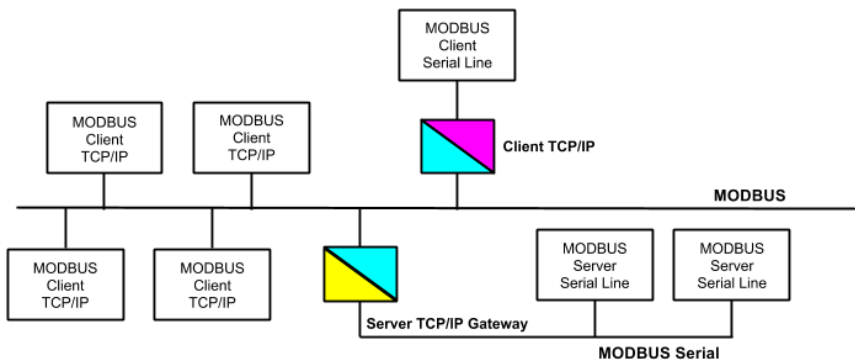 MODBUS
Client
Serial Line
MODBUS
Client
TCP/IP
MODBUS
Client
TCP/IP
Client TCP/IP
MODBUS
MODBUS
Client
TCP/IP
MODBUS
Client
TCP/IP
MODBUS
Server
Serial Line
MODBUS
Server
Serial Line
Server TCP/IP Gateway
MODBUS Serial